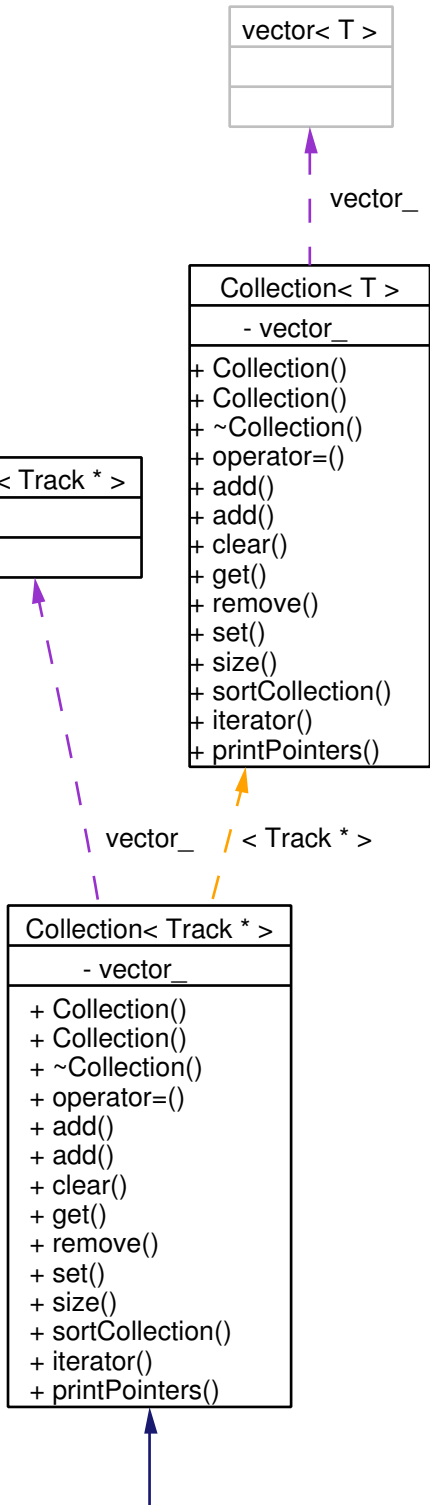 vector< T >
vector_
Collection< T >
- vector_
+ Collection()
+ Collection()
+ ~Collection()
+ operator=()
+ add()
+ add()
+ clear()
+ get()
+ remove()
+ set()
+ size()
+ sortCollection()
+ iterator()
+ printPointers()
< Track * >
vector_
< Track * >
Collection< Track * >
- vector_
+ Collection()
+ Collection()
+ ~Collection()
+ operator=()
+ add()
+ add()
+ clear()
+ get()
+ remove()
+ set()
+ size()
+ sortCollection()
+ iterator()
+ printPointers()